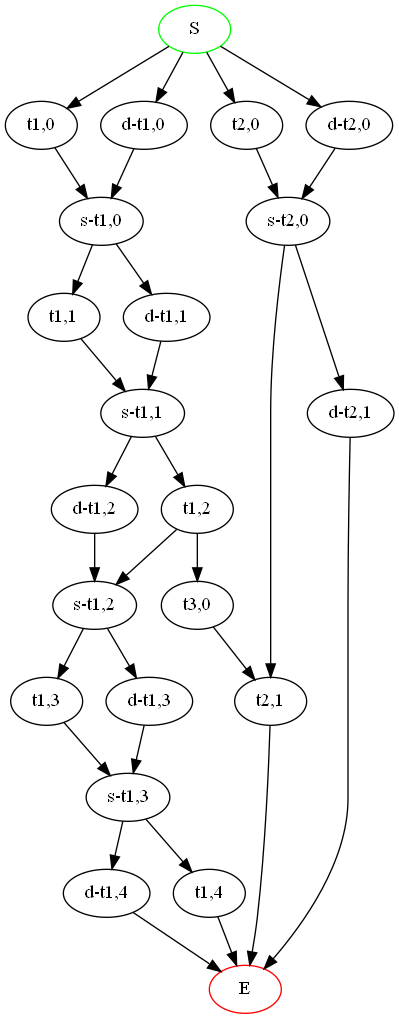 S
t1,0
d-t1,0
t2,0
d-t2,0
s-t1,0
s-t2,0
t1,1
d-t1,1
s-t1,1
d-t2,1
d-t1,2
t1,2
s-t1,2
t3,0
t1,3
d-t1,3
t2,1
s-t1,3
d-t1,4
t1,4
E